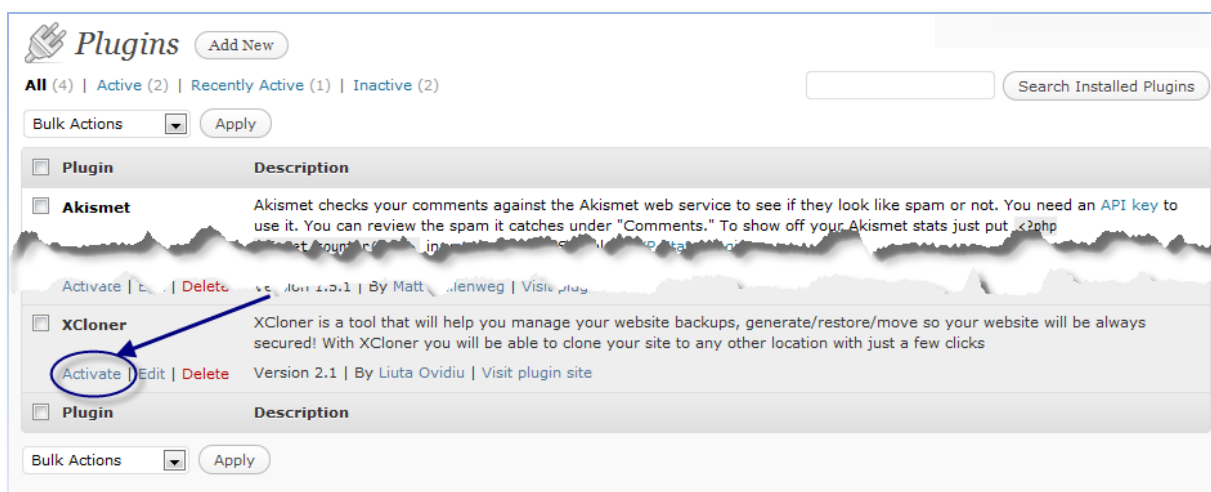 Plugins Add New
All (4) | Active (2) | Recently Active (1) | Inactive (2) Search Installed Plugins
Bulk Actions Apply
Plugin Description
Akismet Akismet checks your comments against the Akismet web service to see if they look like spam or not. You need an API key to
use it. You can review the spam it catches under "Comments." To show off your Akismet stats just put <?php
Activate | | Delete 1.5.1 | By Matt | Visit
XCloner XCloner is a tool that will help you manage your website backups, generate/restore/move so your website will be always
secured! With XCloner you will be able to clone your site to any other location with just a few clicks
Activate | Edit | Delete Version 2.1 | By Liuta Ovidiu | Visit plugin site
Plugin Description
Bulk Actions Apply